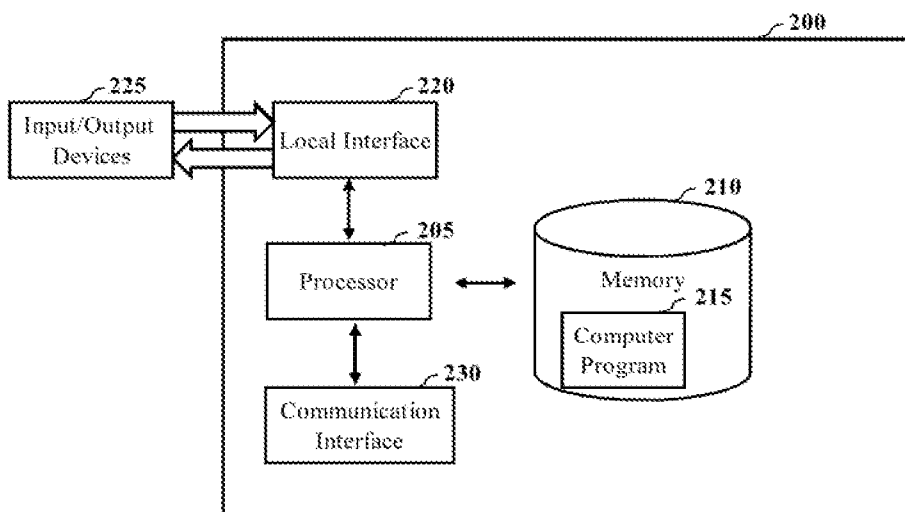 200
225
220
Input/Output
Devices
Local Interface
210
205
Processor
Memory
215
Computer
Program
230
Communication
Interface